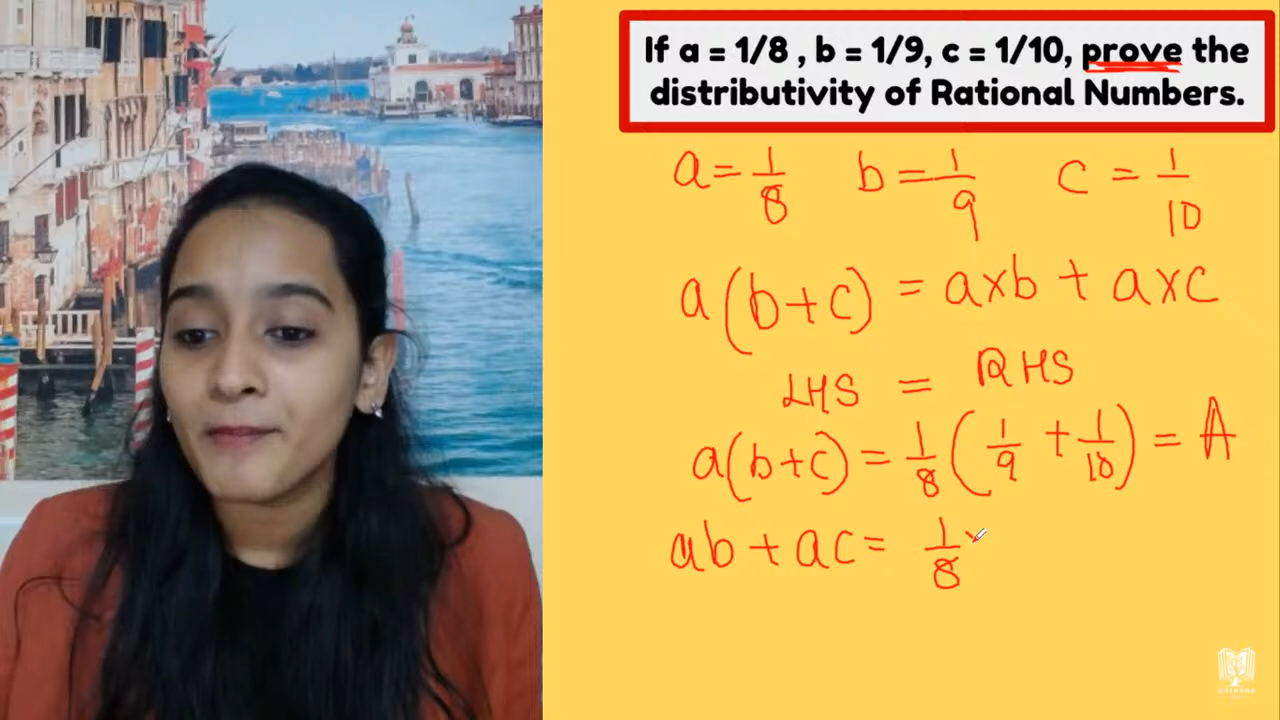 If a = 1/8 , b = 1/9, c = 1/10, prove the
distributivity of Rational Numbers.
a = 1/8 b = 1/9 c = 1/10
a (b + c) = a x b + a x c
LHS = RHS
a (b + c) = 1/8 ( 1/9 + 1/10 ) = A
ab + ac = 1/8